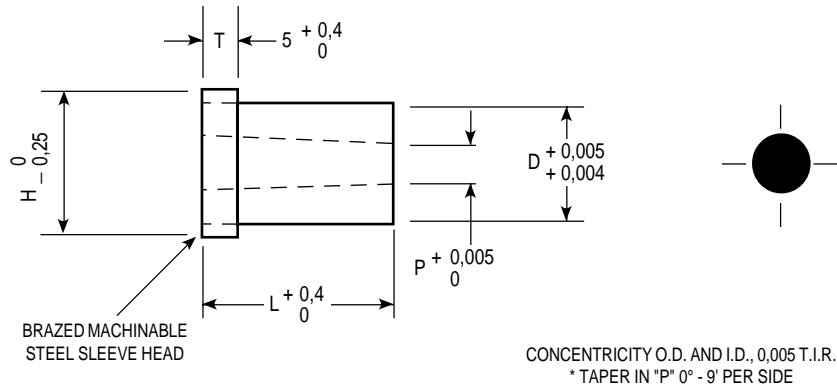 T 5 + 0,4
0
H 0
– 0,25
D + 0,005
+ 0,004
P + 0,005
0
L + 0,4
0
BRAZED MACHINABLE
STEEL SLEEVE HEAD
CONCENTRICITY O.D. AND I.D., 0,005 T.I.R.
* TAPER IN "P" 0° - 9' PER SIDE